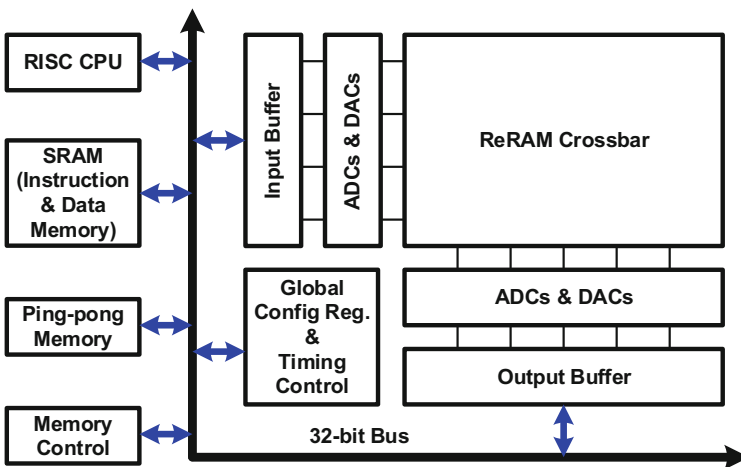 RISC CPU
SRAM
(Instruction
& Data
Memory)
Ping-pong
Memory
Memory
Control
Input Buffer
ADCs & DACs
ReRAM Crossbar
Global
Config Reg.
&
Timing
Control
ADCs & DACs
Output Buffer
32-bit Bus